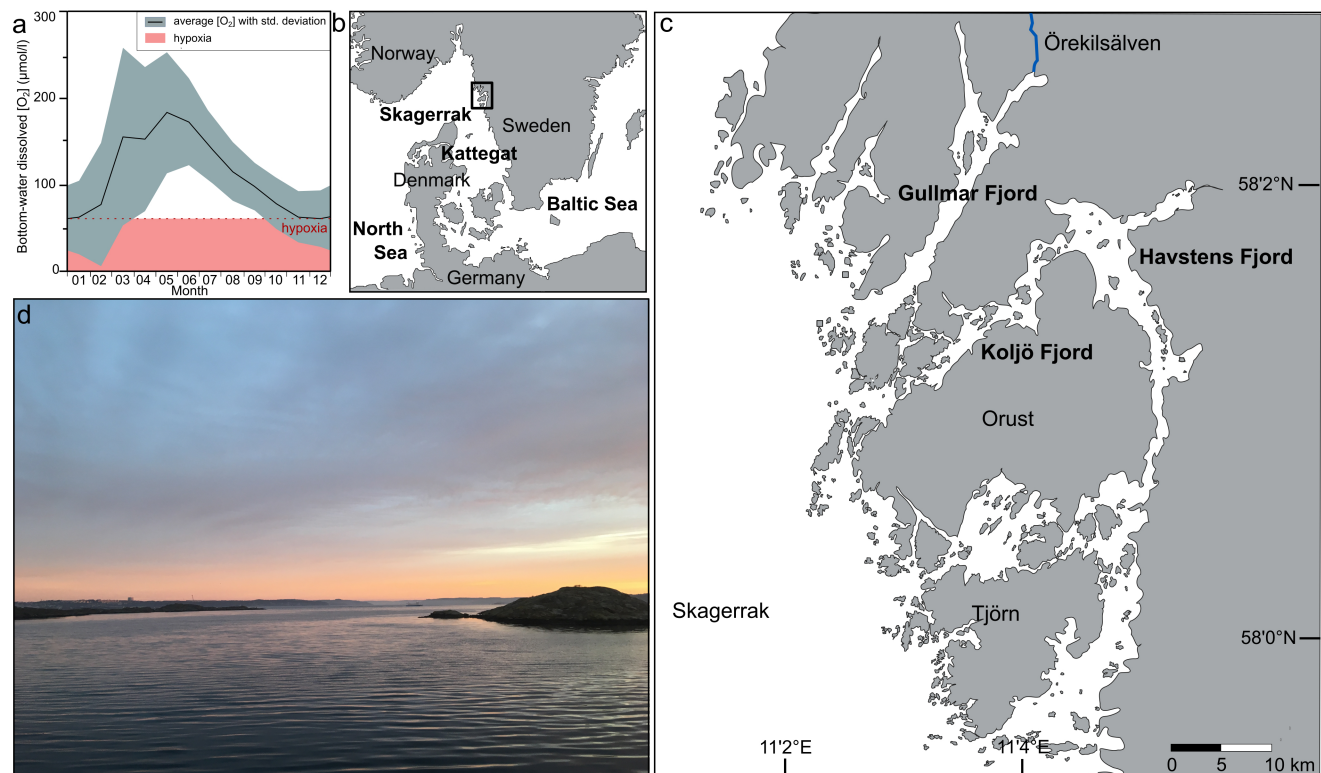 a
300
200
100
0
Bottom-water dissolved [O₂] (µmol/l)
average [O₂] with std. deviation
hypoxia
hypoxia
01 02 03 04 05 06 07 08 09 10 11 12
Month
b
Norway
Skagerrak
Sweden
Kattegat
Denmark
Baltic Sea
North
Sea
Germany
c
Örekilsälven
58'2°N
Gullmar Fjord
Havstens Fjord
Koljö Fjord
Orust
Skagerrak
Tjörn
58'0°N
11'2°E
11'4°E
0 5 10 km
d